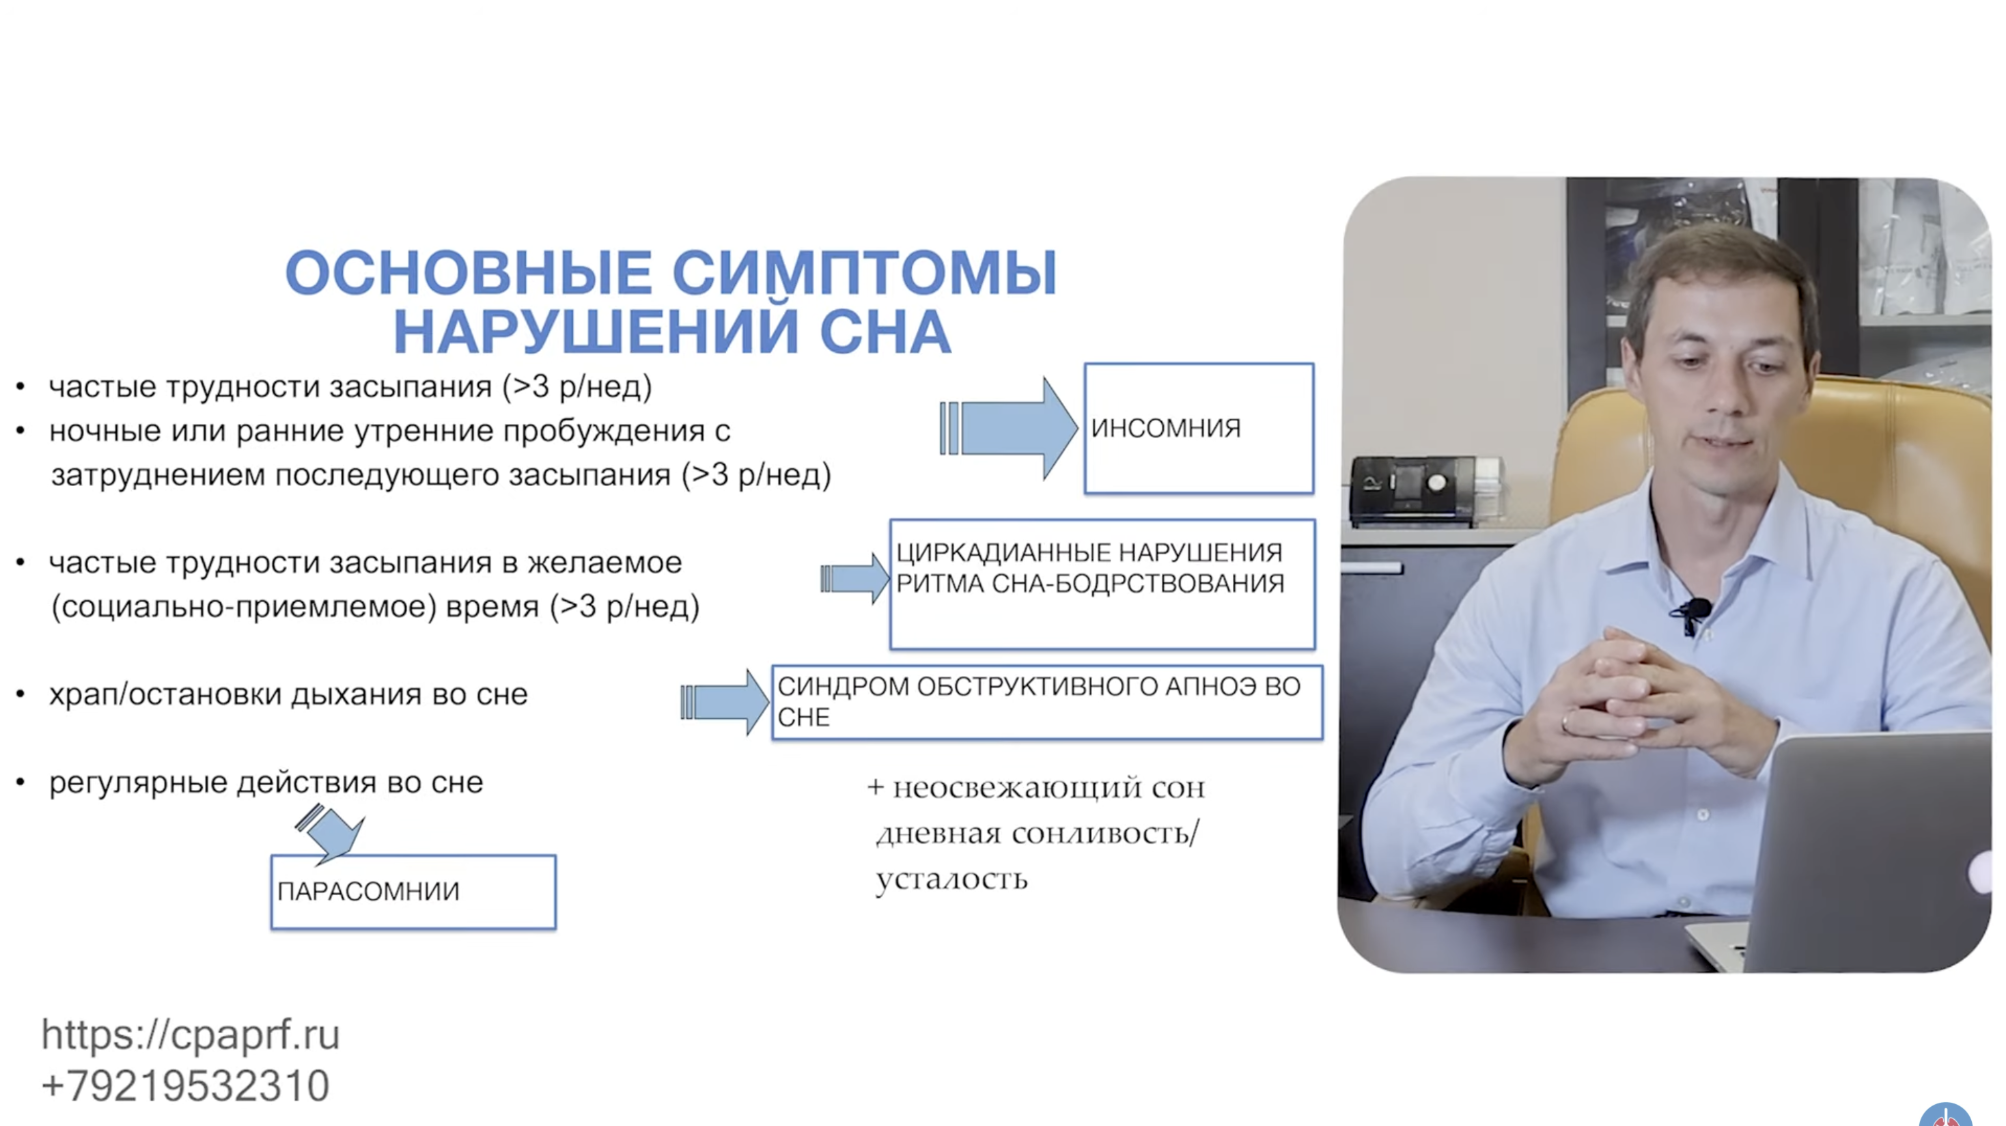 ОСНОВНЫЕ СИМПТОМЫ
НАРУШЕНИЙ СНА
• частые трудности засыпания (>3 р/нед)
• ночные или ранние утренние пробуждения с
затруднением последующего засыпания (>3 р/нед)
ИНСОМНИЯ
• частые трудности засыпания в желаемое
(социально-приемлемое) время (>3 р/нед)
ЦИРКАДИАННЫЕ НАРУШЕНИЯ
РИТМА СНА-БОДРСТВОВАНИЯ
• храп/остановки дыхания во сне
СИНДРОМ ОБСТРУКТИВНОГО АПНОЭ ВО
СНЕ
• регулярные действия во сне
ПАРАСОМНИИ
+ неосвежающий сон
дневная сонливость/
усталость
https://cpaprf.ru
+79219532310